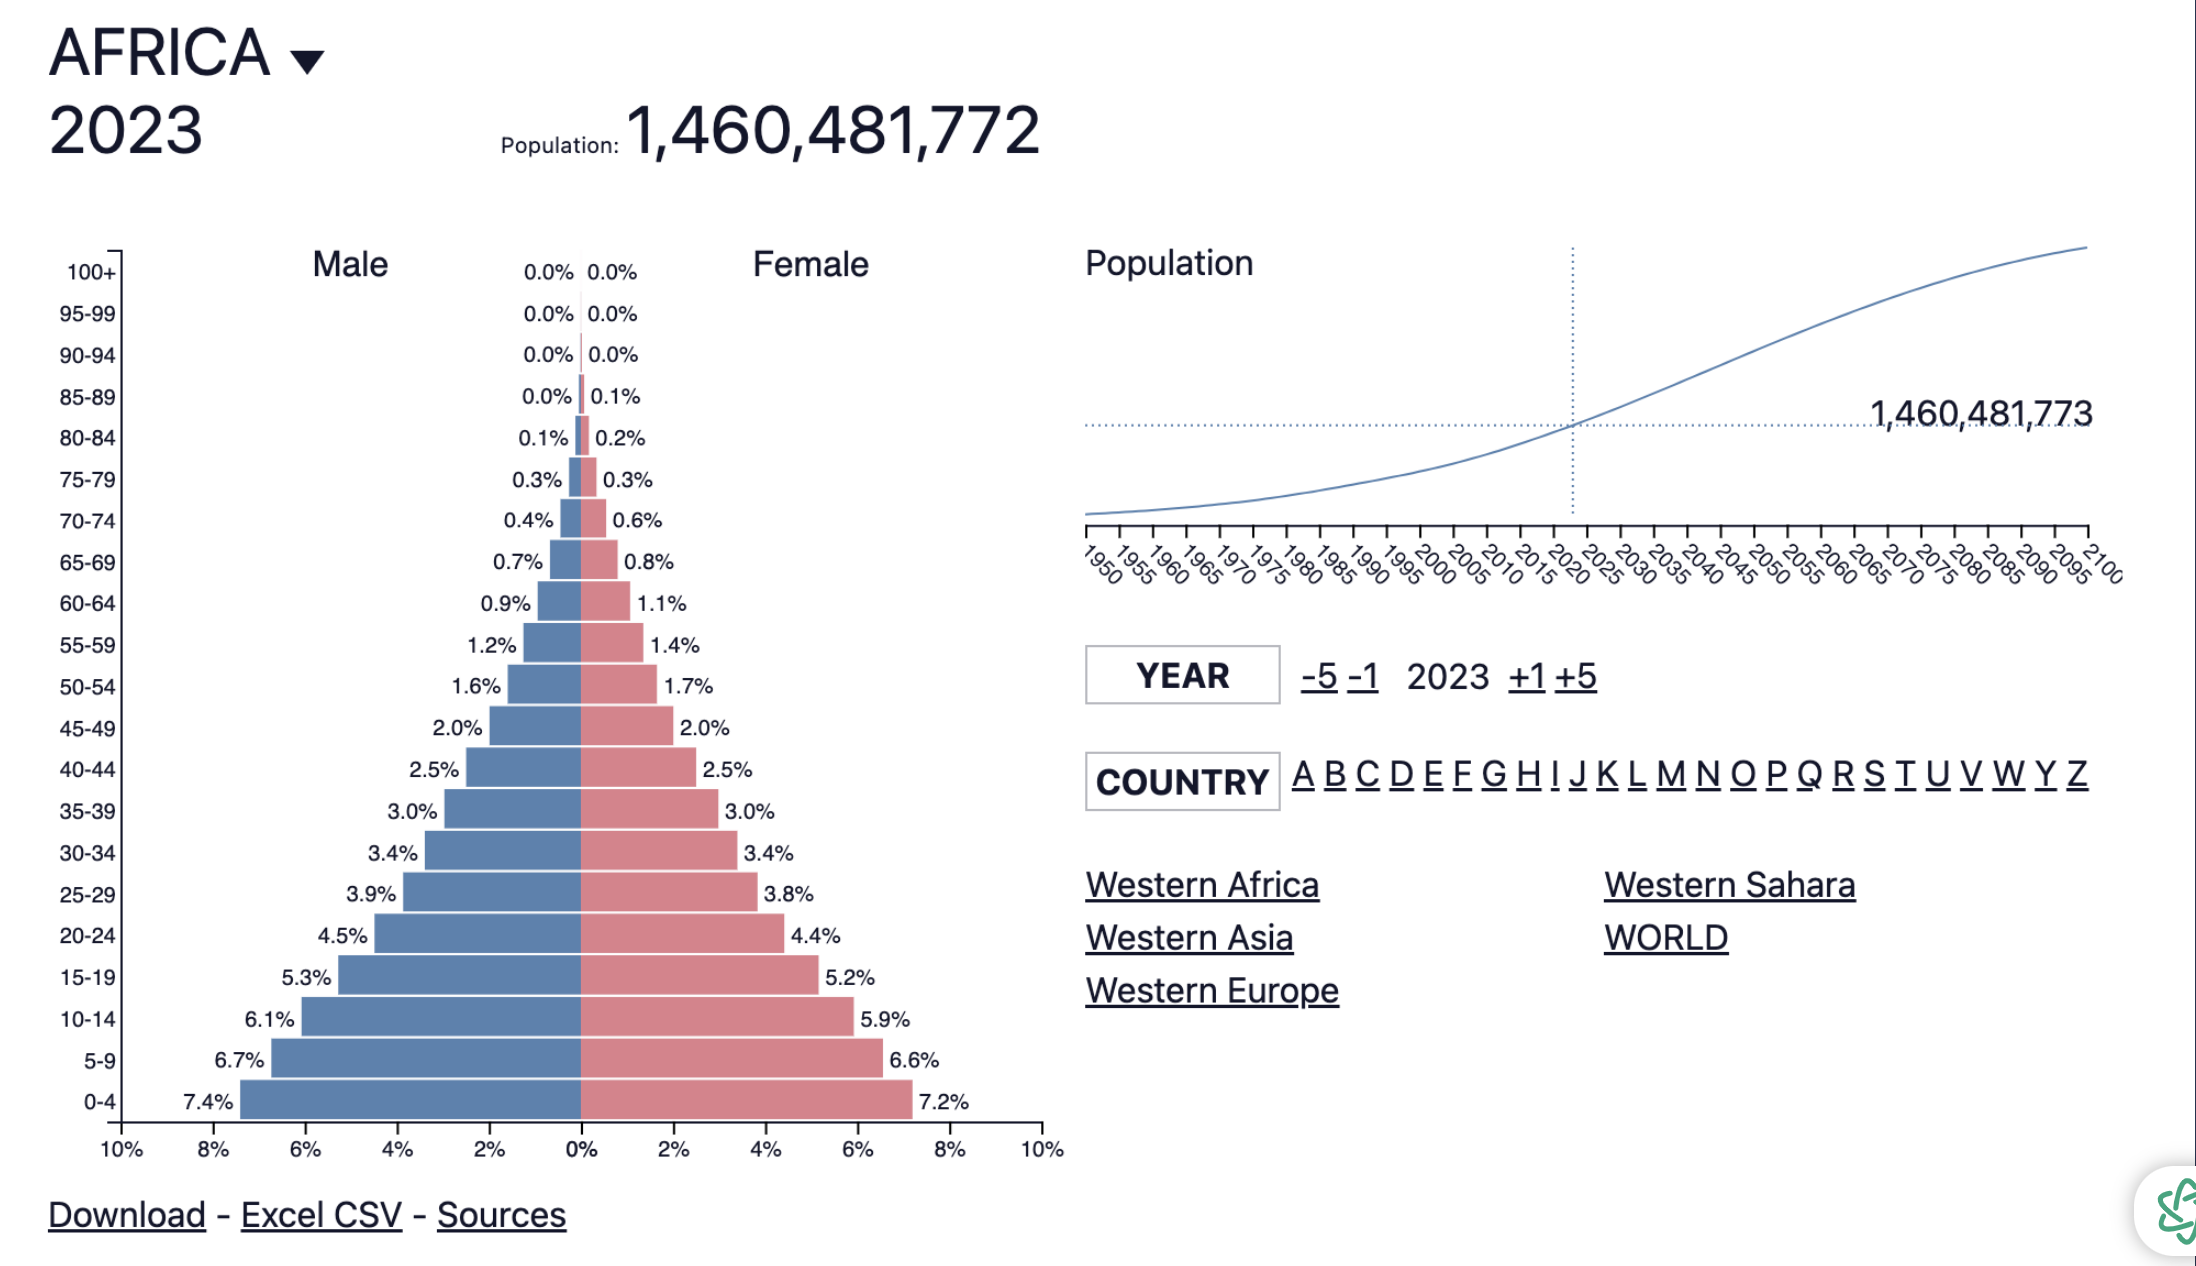 AFRICA
2023
Population: 1,460,481,772
Male Female
100+ 0.0% 0.0%
95-99 0.0% 0.0%
90-94 0.0% 0.0%
85-89 0.0% 0.1%
80-84 0.1% 0.2%
75-79 0.3% 0.3%
70-74 0.4% 0.6%
65-69 0.7% 0.8%
60-64 0.9% 1.1%
55-59 1.2% 1.4%
50-54 1.6% 1.7%
45-49 2.0% 2.0%
40-44 2.5% 2.5%
35-39 3.0% 3.0%
30-34 3.4% 3.4%
25-29 3.9% 3.8%
20-24 4.5% 4.4%
15-19 5.3% 5.2%
10-14 6.1% 5.9%
5-9 6.7% 6.6%
0-4 7.4% 7.2%
10% 8% 6% 4% 2% 0% 2% 4% 6% 8% 10%
Download - Excel CSV - Sources
Population
1,460,481,773
1950 1955 1960 1965 1970 1975 1980 1985 1990 1995 2000 2005 2010 2015 2020 2025 2030 2035 2040 2045 2050 2055 2060 2065 2070 2075 2080 2085 2090 2095 2100
YEAR -5 -1 2023 +1 +5
COUNTRY A B C D E F G H I J K L M N O P Q R S T U V W Y Z
Western Africa
Western Asia
Western Europe
Western Sahara
WORLD